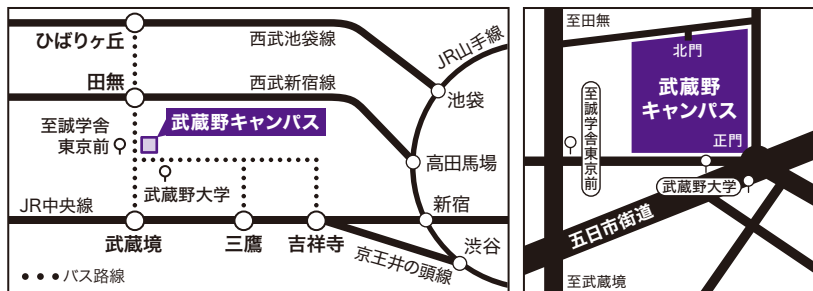 ひばりヶ丘
西武池袋線
JR山手線
田無
西武新宿線
池袋
至誠学舎
東京前
武蔵野キャンパス
高田馬場
武蔵野大学
JR中央線
新宿
武蔵境
三鷹
吉祥寺
渋谷
京王井の頭線
バス路線
至田無
北門
武蔵野
キャンパス
至誠学舎東京前
正門
武蔵野大学
五日市街道
至武蔵境